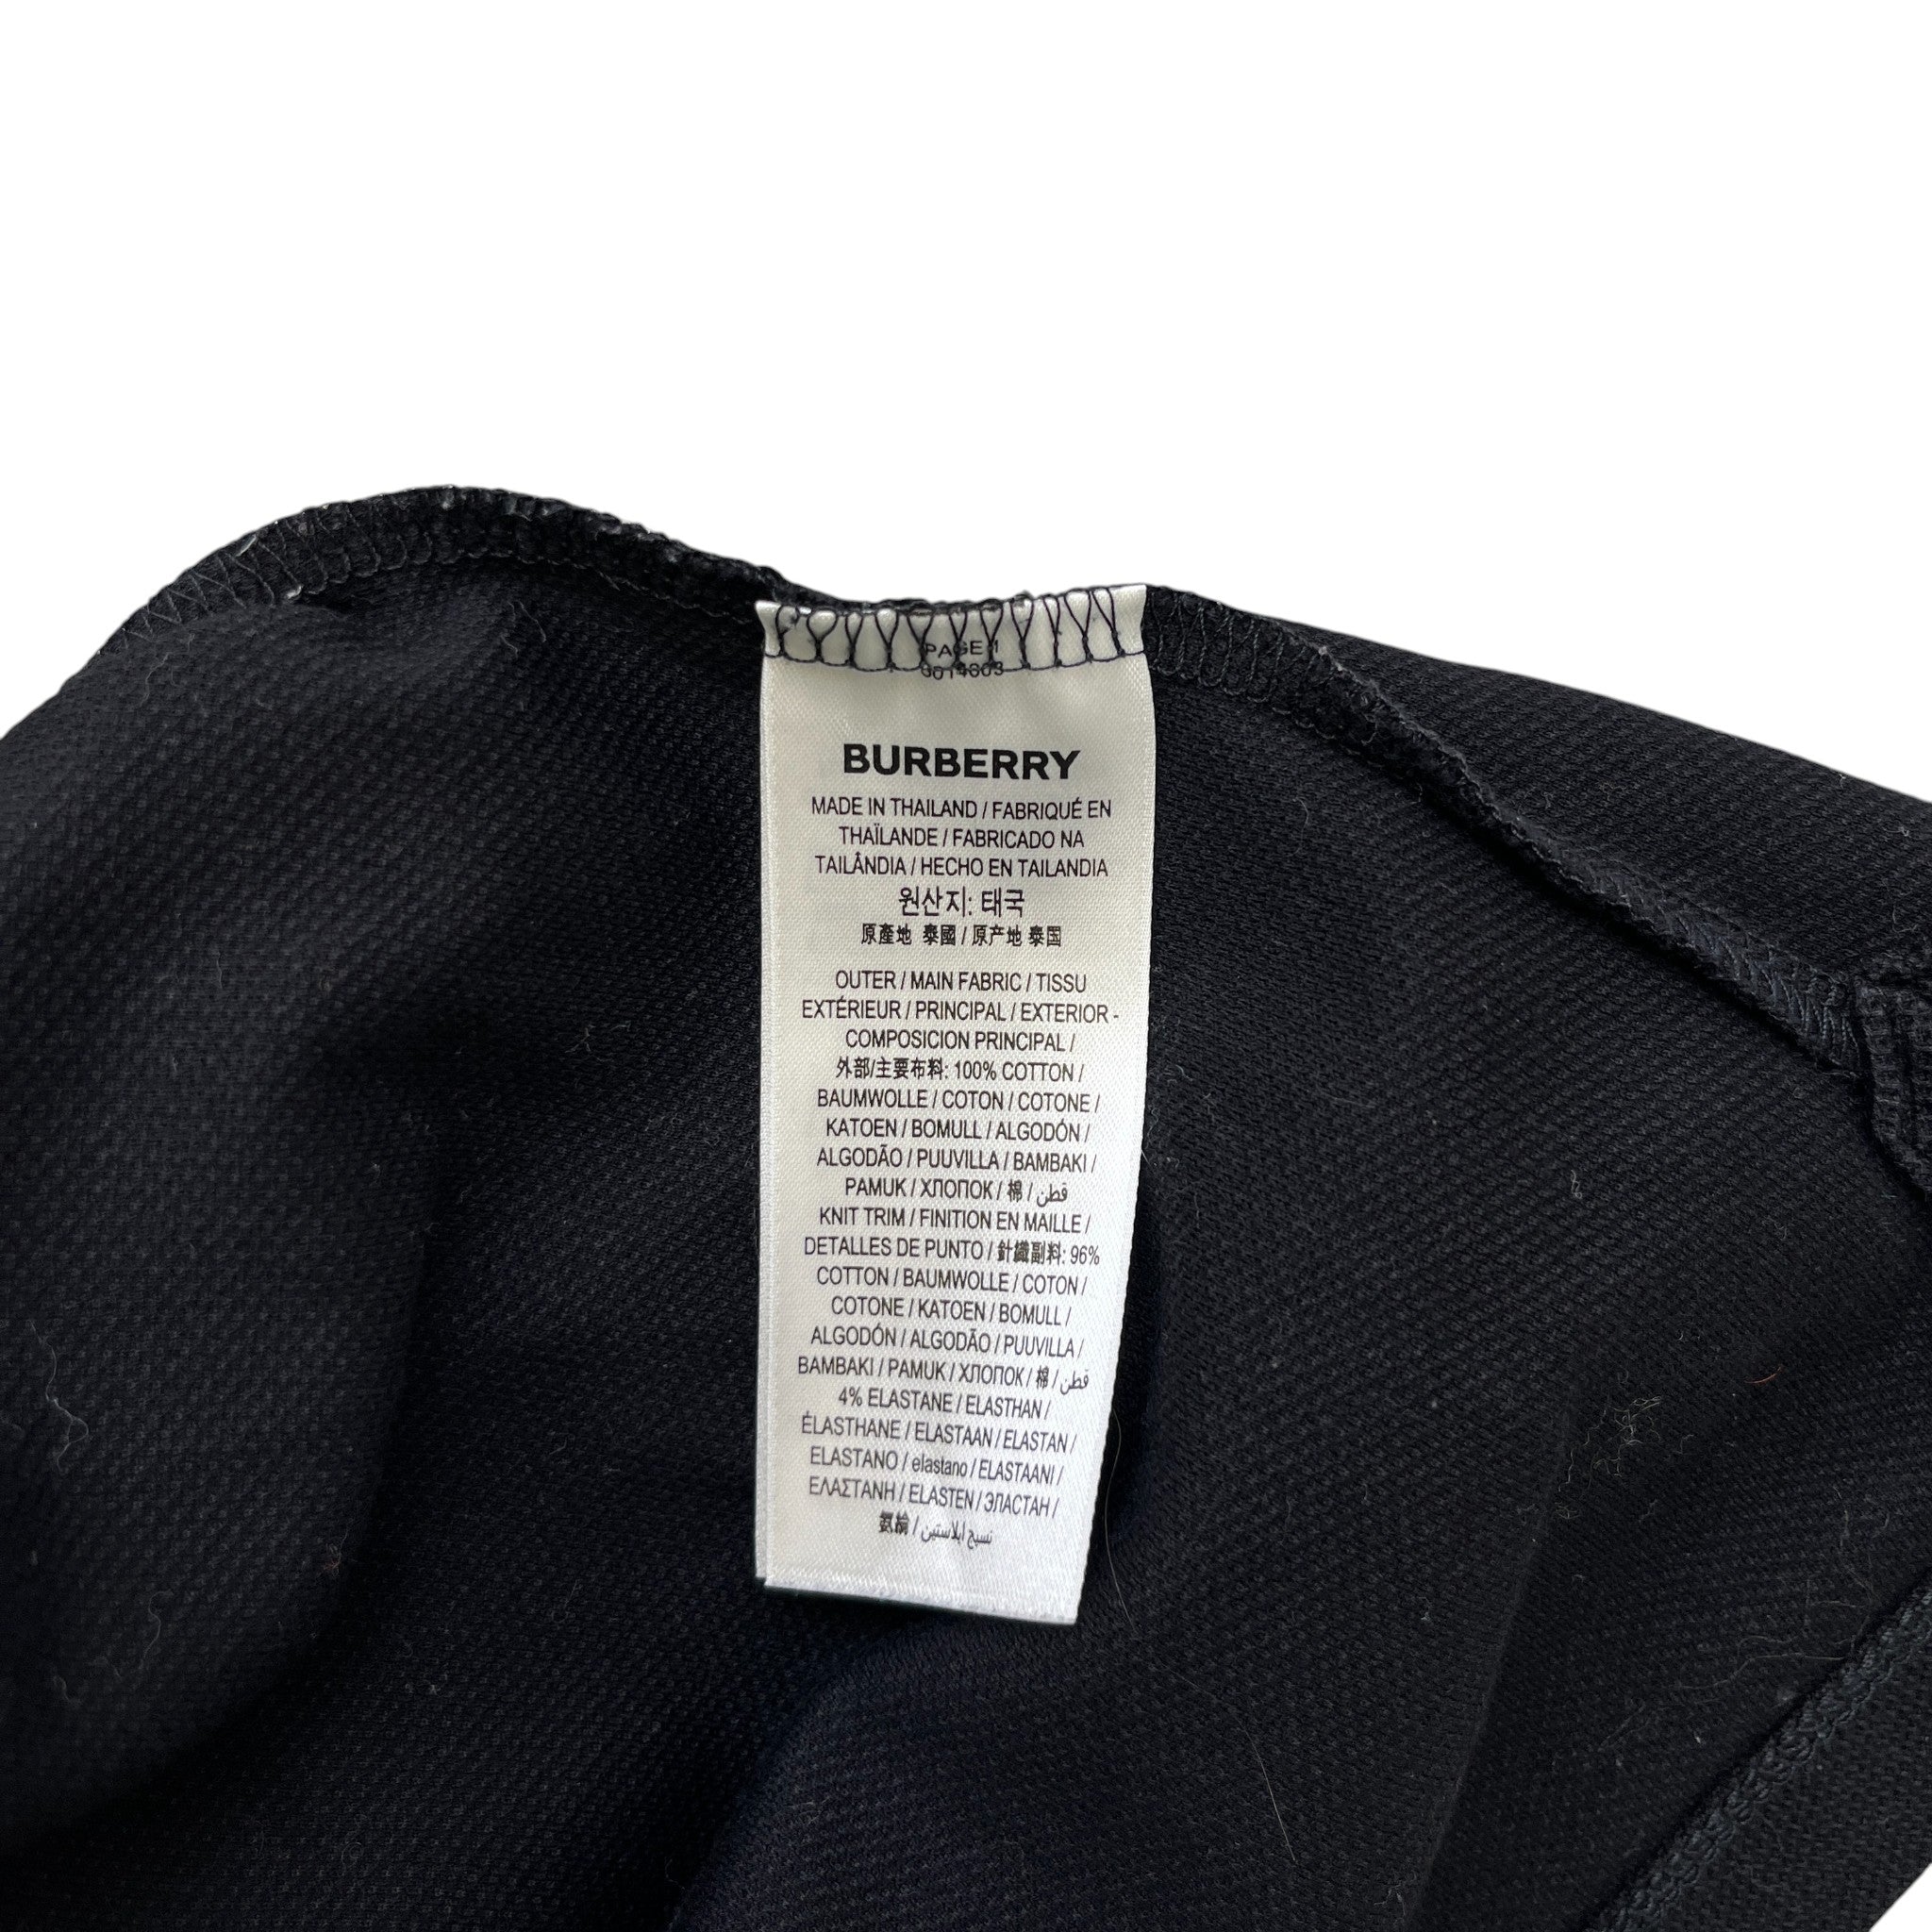 PAGE 1
BURBERRY
MADE IN THAILAND / FABRIQUÉ EN
THAÏLANDE / FABRICADO NA
TAILÂNDIA / HECHO EN TAILANDIA
원산지: 태국
原產地 泰國 / 原产地 泰国
OUTER / MAIN FABRIC / TISSU
EXTÉRIEUR / PRINCIPAL / EXTERIOR -
COMPOSICION PRINCIPAL /
外部/主要布料: 100% COTTON /
BAUMWOLLE / COTON / COTONE /
KATOEN / BOMULL / ALGODÓN /
ALGODÃO / PUUVILLA / BAMBAKI /
PAMUK / ХЛОПОК / 棉 / قطن
KNIT TRIM / FINITION EN MAILLE /
DETALLES DE PUNTO / 針織副料: 96%
COTTON / BAUMWOLLE / COTON /
COTONE / KATOEN / BOMULL /
ALGODÓN / ALGODÃO / PUUVILLA /
BAMBAKI / PAMUK / ХЛОПОК / 棉 / قطن
4% ELASTANE / ELASTHAN /
ÉLASTHANE / ELASTAAN / ELASTAN /
ELASTANO / elastano / ELASTAANI /
ΕΛΑΣΤΑΝΗ / ELASTEN / ЭЛАСТАН /
氨綸 / نسيج ايلاستين